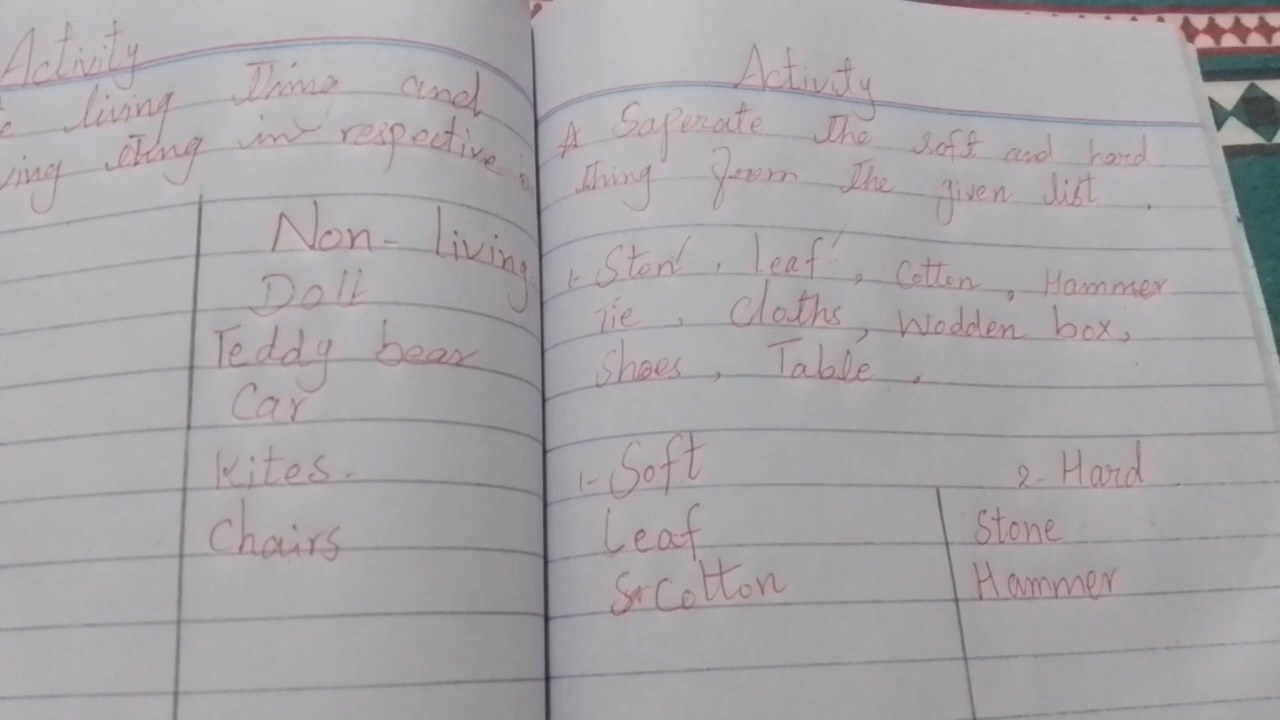 Activity
living Thing and
ving thing in respective
Non-living
Doll
Teddy bear
Car
Kites.
Chairs
Activity
A Saperate The soft and hard
Thing from The given list.
1- Ston, leaf, Cotton, Hammer
Tie, Cloths, Wodden box,
Shoes, Table.
1- Soft 2- Hard
Leaf Stone
Cotton Hammer